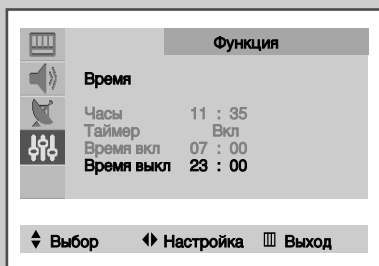 Функция
Время
Часы 11 : 35
Таймер Вкл
Время вкл 07 : 00
Время выкл 23 : 00
Выбор Настройка Выход